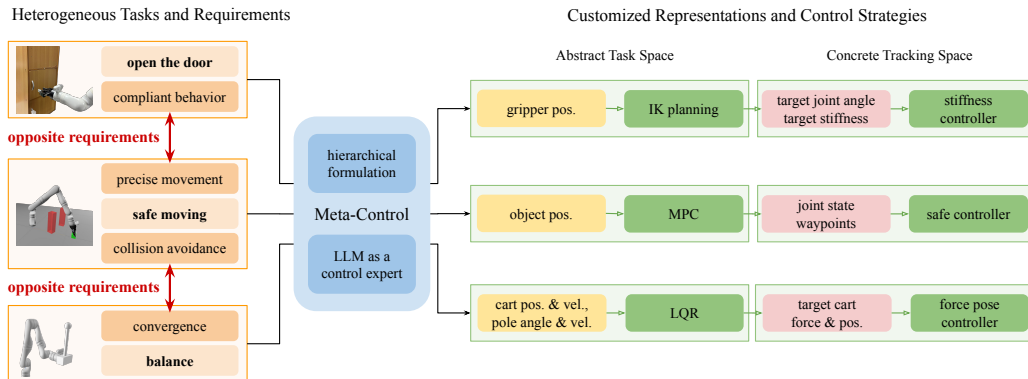 Heterogeneous Tasks and Requirements
open the door
compliant behavior
opposite requirements
precise movement
safe moving
collision avoidance
opposite requirements
convergence
balance
hierarchical
formulation
Meta-Control
LLM as a
control expert
Customized Representations and Control Strategies
Abstract Task Space
Concrete Tracking Space
gripper pos.
IK planning
target joint angle
target stiffness
stiffness
controller
object pos.
MPC
joint state
waypoints
safe controller
cart pos. & vel.,
pole angle & vel.
LQR
target cart
force & pos.
force pose
controller